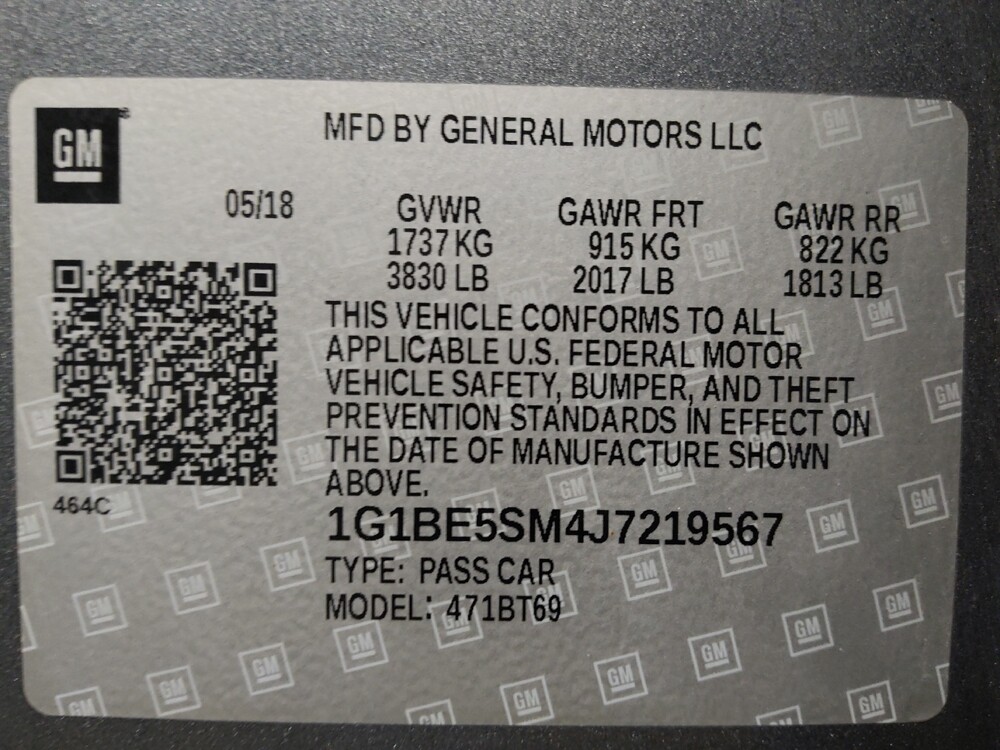 GM
MFD BY GENERAL MOTORS LLC
05/18 GVWR GAWR FRT GAWR RR
1737 KG 915 KG 822 KG
3830 LB 2017 LB 1813 LB
THIS VEHICLE CONFORMS TO ALL
APPLICABLE U.S. FEDERAL MOTOR
VEHICLE SAFETY, BUMPER, AND THEFT
PREVENTION STANDARDS IN EFFECT ON
THE DATE OF MANUFACTURE SHOWN
ABOVE.
464C
1G1BE5SM4J7219567
TYPE: PASS CAR
MODEL: 471BT69